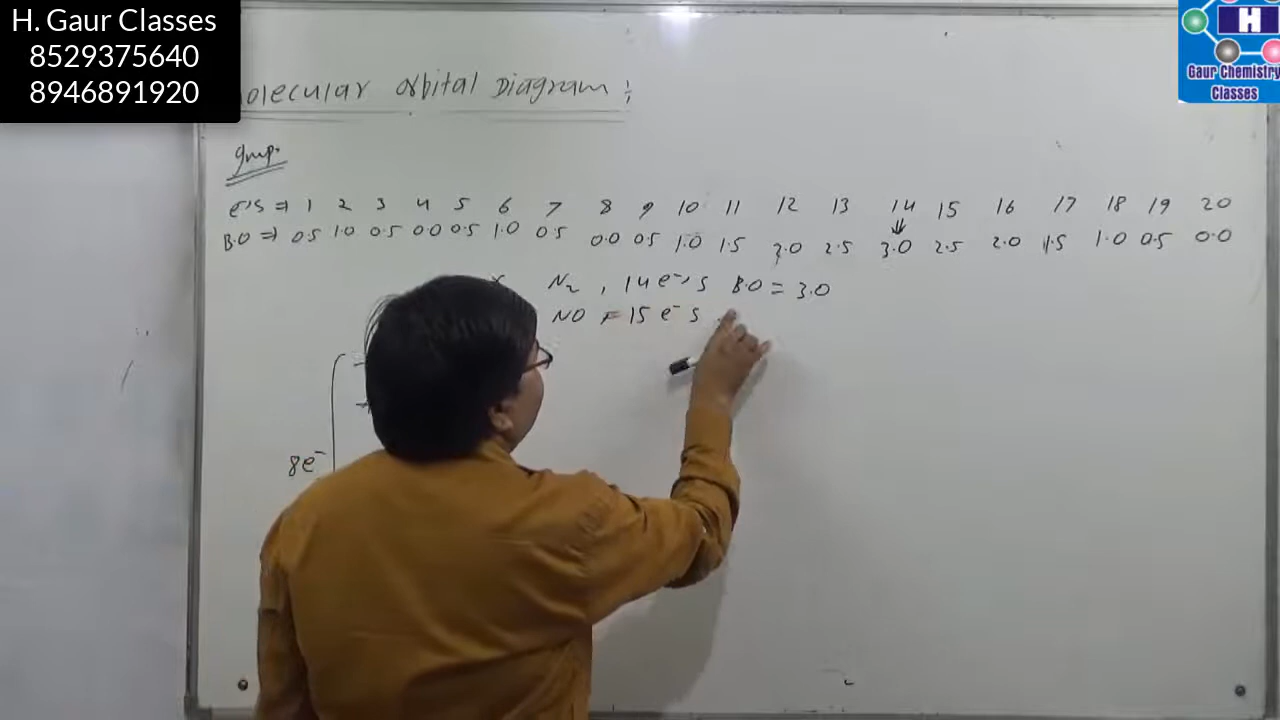 H. Gaur Classes
8529375640
8946891920
H
Gaur Chemistry
Classes
olecular orbital Diagram :
Imp.
e⁻'s ⇒ 1 2 3 4 5 6 7 8 9 10 11 12 13 14 15 16 17 18 19 20
B.O ⇒ 0.5 1.0 0.5 0.0 0.5 1.0 0.5 0.0 0.5 1.0 1.5 2.0 2.5 3.0 2.5 2.0 1.5 1.0 0.5 0.0
N₂ , 14 e⁻'s B.O = 3.0
NO = 15 e⁻ s
8e⁻